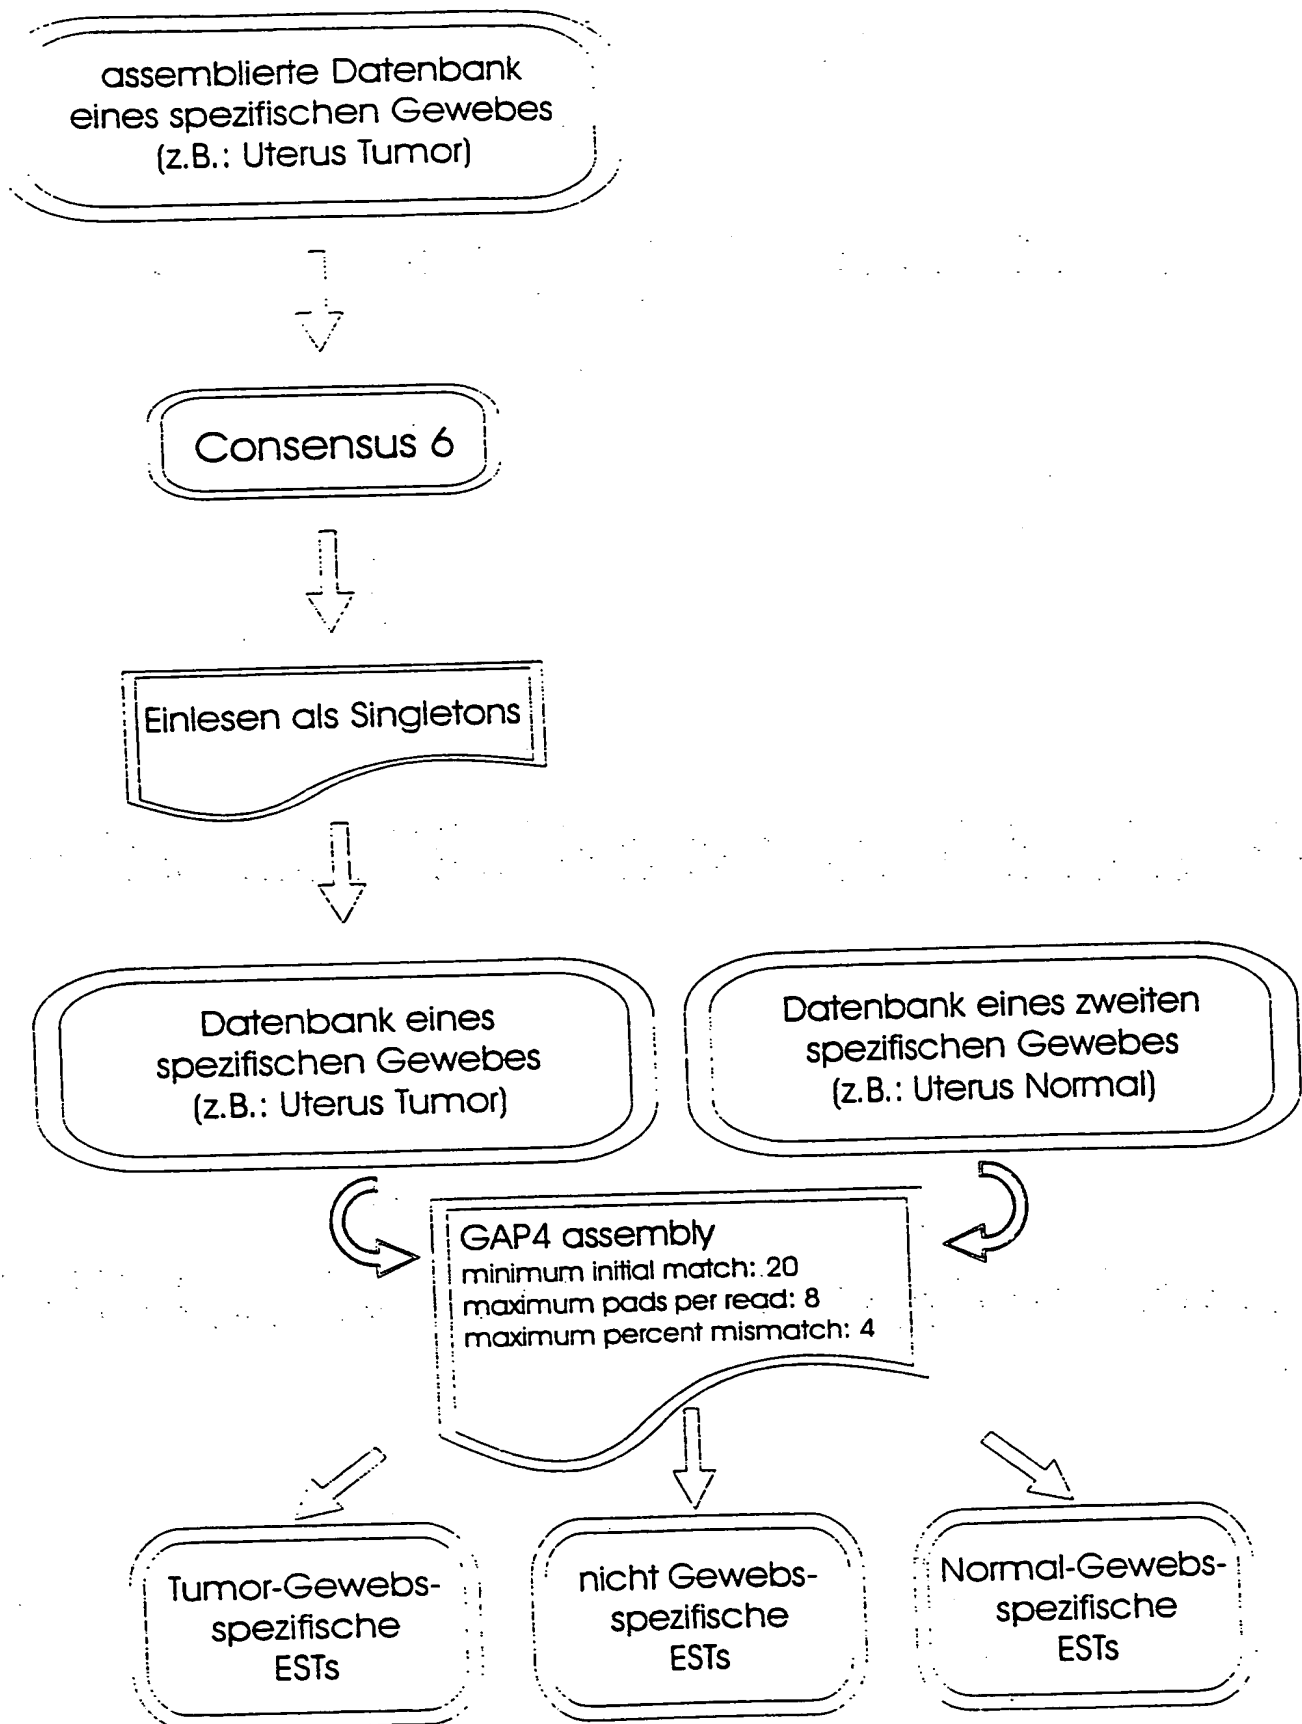 assemblierte Datenbank
eines spezifischen Gewebes
(z.B.: Uterus Tumor)
Consensus 6
Einlesen als Singletons
Datenbank eines
spezifischen Gewebes
(z.B.: Uterus Tumor)
Datenbank eines zweiten
spezifischen Gewebes
(z.B.: Uterus Normal)
GAP4 assembly
minimum initial match: 20
maximum pads per read: 8
maximum percent mismatch: 4
Tumor-Gewebs-
spezifische
ESTs
nicht Gewebs-
spezifische
ESTs
Normal-Gewebs-
spezifische
ESTs